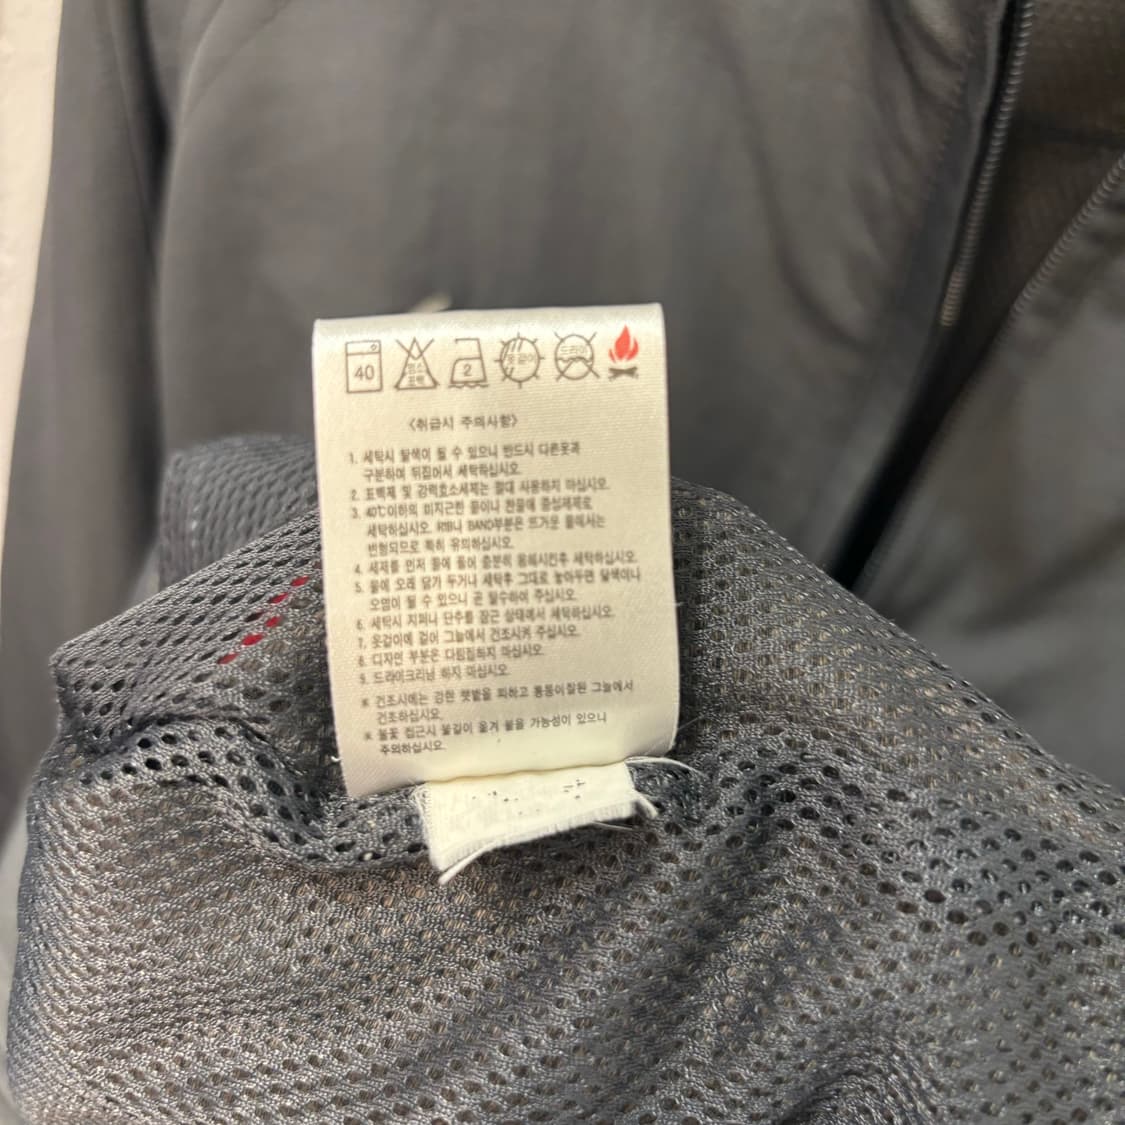 40
염소
표백
2
옷걸이
드라이
<취급시 주의사항>
1. 세탁시 탈색이 될 수 있으니 반드시 다른옷과
구분하여 뒤집어서 세탁하십시오.
2. 표백제 및 강력효소세제는 절대 사용하지 마십시오.
3. 40℃이하의 미지근한 물이나 찬물에 중성세제로
세탁하십시오. RIB나 BAND부분은 뜨거운 물에서는
변형되므로 특히 유의하십시오.
4. 세제를 먼저 물에 풀어 충분히 용해시킨후 세탁하십시오.
5. 물에 오래 담가 두거나 세탁후 그대로 놓아두면 탈색이나
오염이 될 수 있으니 곧 탈수하여 주십시오.
6. 세탁시 지퍼나 단추를 잠근 상태에서 세탁하십시오.
7. 옷걸이에 걸어 그늘에서 건조시켜 주십시오.
8. 디자인 부분은 다림질하지 마십시오.
9. 드라이크리닝 하지 마십시오.
※ 건조시에는 강한 햇볕을 피하고 통풍이잘된 그늘에서
건조하십시오.
※ 불꽃 접근시 불길이 옮겨 붙을 가능성이 있으니
주의하십시오.